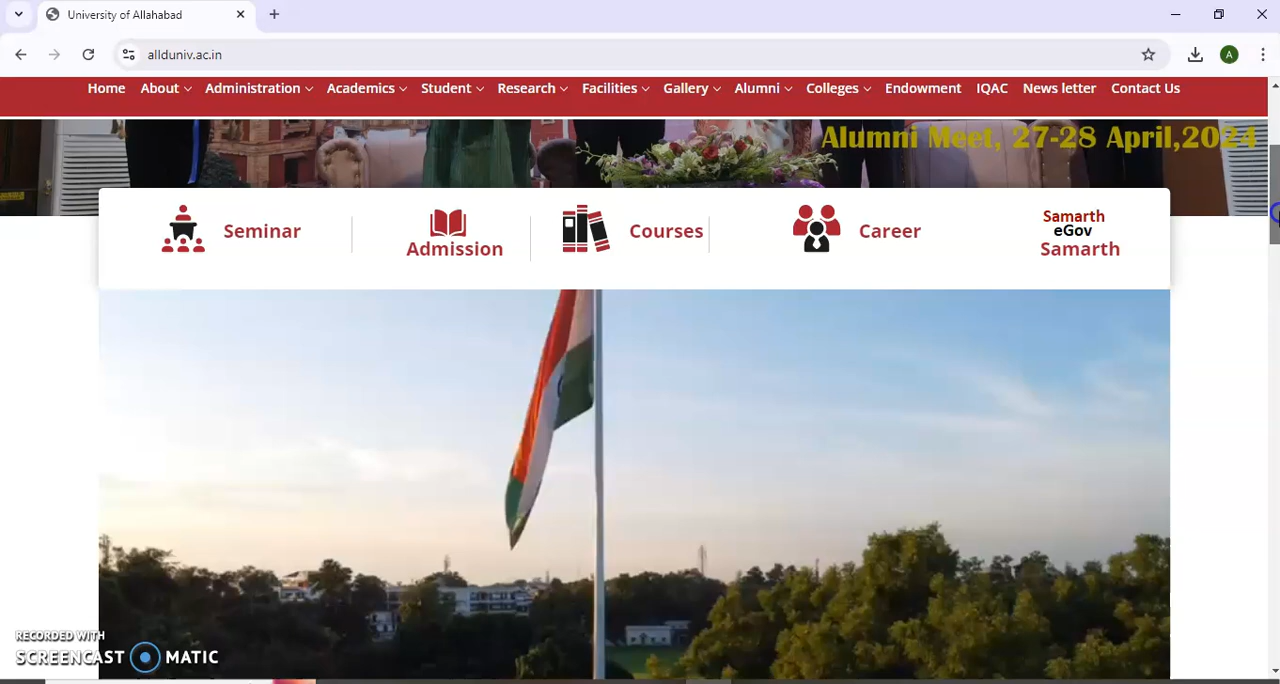 University of Allahabad
allduniv.ac.in
A
Home About Administration Academics Student Research Facilities Gallery Alumni Colleges Endowment IQAC News letter Contact Us
Alumni Meet, 27-28 April,2024
Seminar
Admission
Courses
Career
Samarth
eGov
Samarth
RECORDED WITH
SCREENCAST MATIC